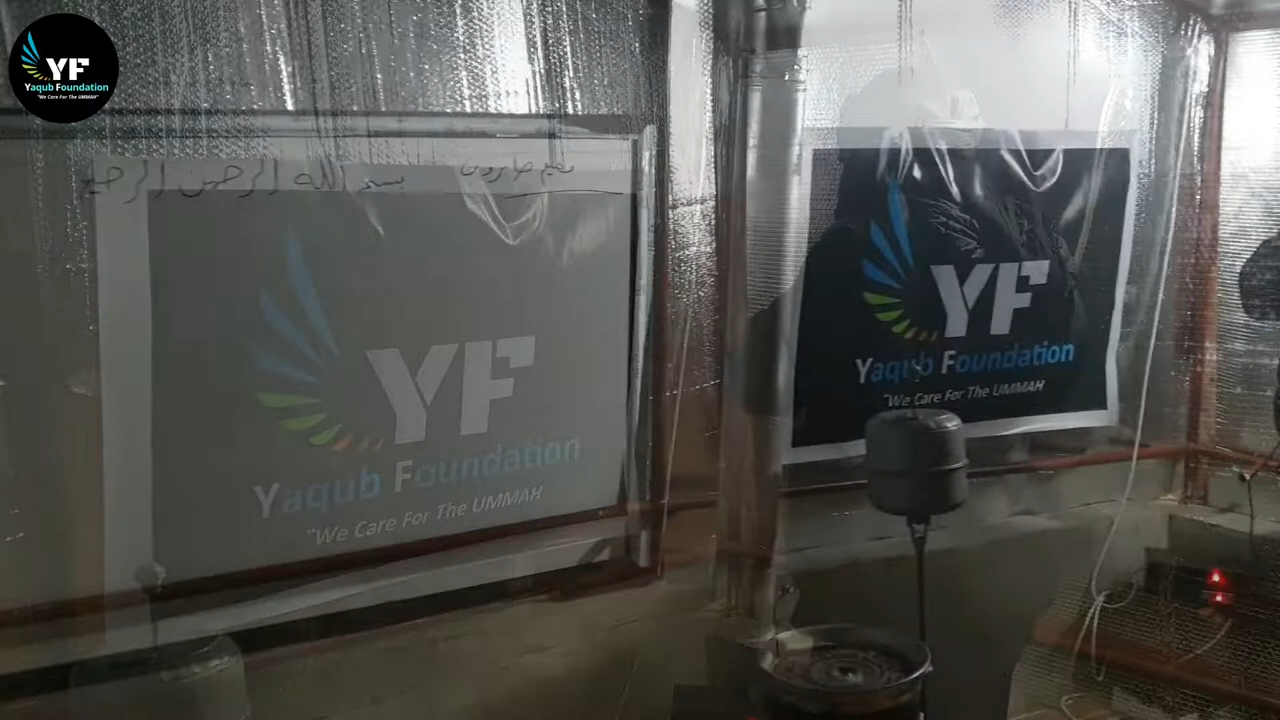 YF
Yaqub Foundation
"We Care For The UMMAH"
بسم الله الرحمن الرحيم
YF
Yaqub Foundation
"We Care For The UMMAH
YF
Yaqub Foundation
"We Care For The UMMAH